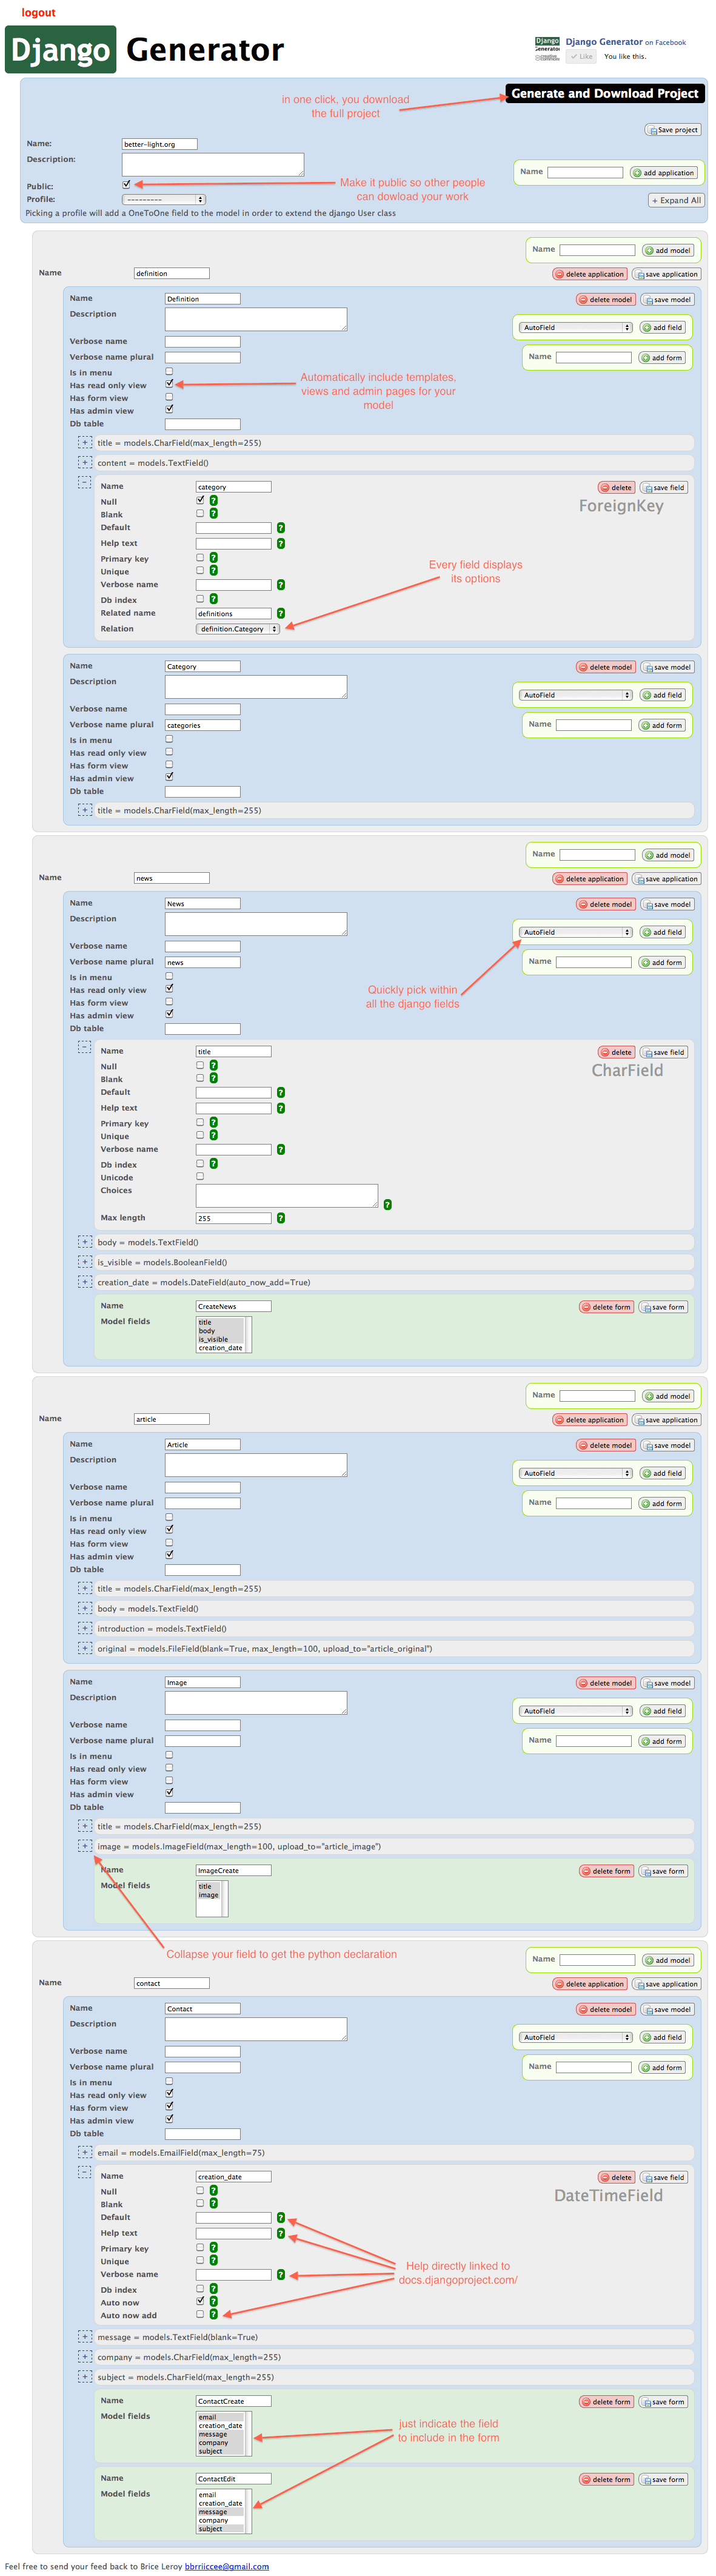 logout
Django Generator
Django Generator on Facebook
Like You like this.
in one click, you download
the full project
Generate and Download Project
Save project
Name: better-light.org
Description:
Name add application
Public:
Make it public so other people
can dowload your work
Profile: ---------
+ Expand All
Picking a profile will add a OneToOne field to the model in order to extend the django User class
Name add model
Name definition
delete application save application
Name Definition
delete model save model
Description
AutoField add field
Verbose name
Verbose name plural
Name add form
Is in menu
Has read only view
Automatically include templates,
views and admin pages for your
model
Has form view
Has admin view
Db table
+ title = models.CharField(max_length=255)
+ content = models.TextField()
- Name category
delete save field
ForeignKey
Null ?
Blank ?
Default ?
Help text ?
Primary key ?
Unique ?
Every field displays
its options
Verbose name ?
Db index ?
Related name definitions ?
Relation definition.Category
Name Category
delete model save model
Description
AutoField add field
Verbose name
Verbose name plural categories
Name add form
Is in menu
Has read only view
Has form view
Has admin view
Db table
+ title = models.CharField(max_length=255)
Name add model
Name news
delete application save application
Name News
delete model save model
Description
AutoField add field
Verbose name
Verbose name plural news
Name add form
Is in menu
Has read only view
Quickly pick within
all the django fields
Has form view
Has admin view
Db table
- Name title
delete save field
CharField
Null ?
Blank ?
Default ?
Help text ?
Primary key ?
Unique ?
Verbose name ?
Db index ?
Unicode
Choices ?
Max length 255 ?
+ body = models.TextField()
+ is_visible = models.BooleanField()
+ creation_date = models.DateField(auto_now_add=True)
Name CreateNews
delete form save form
Model fields title
body
is_visible
creation_date
Name add model
Name article
delete application save application
Name Article
delete model save model
Description
AutoField add field
Verbose name
Verbose name plural
Name add form
Is in menu
Has read only view
Has form view
Has admin view
Db table
+ title = models.CharField(max_length=255)
+ body = models.TextField()
+ introduction = models.TextField()
+ original = models.FileField(blank=True, max_length=100, upload_to="article_original")
Name Image
delete model save model
Description
AutoField add field
Verbose name
Verbose name plural
Name add form
Is in menu
Has read only view
Has form view
Has admin view
Db table
+ title = models.CharField(max_length=255)
+ image = models.ImageField(max_length=100, upload_to="article_image")
Name ImageCreate
delete form save form
Model fields title
image
Collapse your field to get the python declaration
Name add model
Name contact
delete application save application
Name Contact
delete model save model
Description
AutoField add field
Verbose name
Verbose name plural
Name add form
Is in menu
Has read only view
Has form view
Has admin view
Db table
+ email = models.EmailField(max_length=75)
- Name creation_date
delete save field
DateTimeField
Null ?
Blank ?
Default ?
Help text ?
Primary key ?
Unique ?
Verbose name ?
Help directly linked to
docs.djangoproject.com/
Db index ?
Auto now ?
Auto now add ?
+ message = models.TextField(blank=True)
+ company = models.CharField(max_length=255)
+ subject = models.CharField(max_length=255)
Name ContactCreate
delete form save form
Model fields email
creation_date
message
company
subject
just indicate the field
to include in the form
Name ContactEdit
delete form save form
Model fields email
creation_date
message
company
subject
Feel free to send your feed back to Brice Leroy bbrriiccee@gmail.com